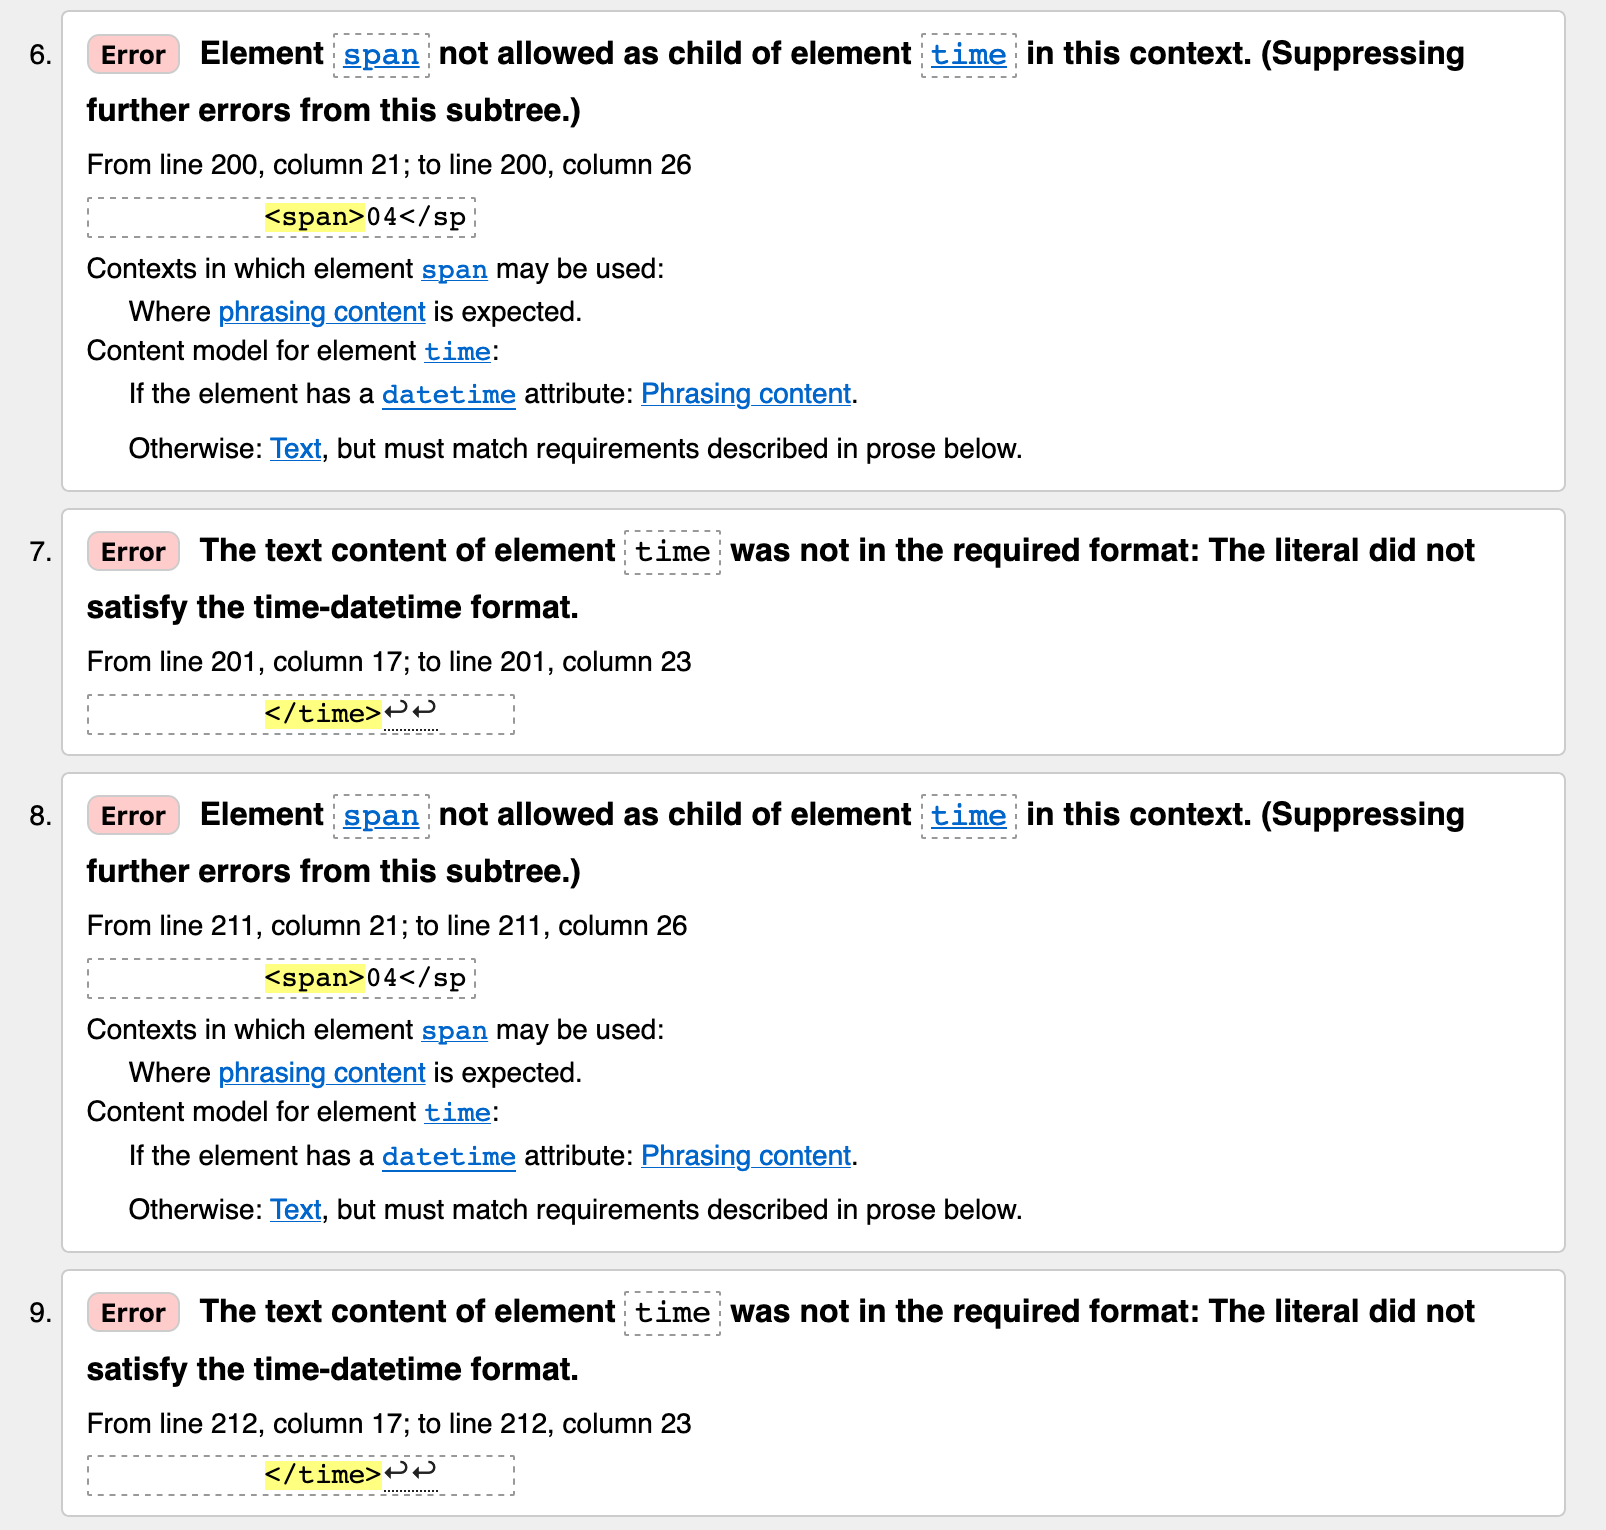 6. Error Element span not allowed as child of element time in this context. (Suppressing
further errors from this subtree.)
From line 200, column 21; to line 200, column 26
<span>04</sp
Contexts in which element span may be used:
Where phrasing content is expected.
Content model for element time:
If the element has a datetime attribute: Phrasing content.
Otherwise: Text, but must match requirements described in prose below.
7. Error The text content of element time was not in the required format: The literal did not
satisfy the time-datetime format.
From line 201, column 17; to line 201, column 23
</time>↩↩
8. Error Element span not allowed as child of element time in this context. (Suppressing
further errors from this subtree.)
From line 211, column 21; to line 211, column 26
<span>04</sp
Contexts in which element span may be used:
Where phrasing content is expected.
Content model for element time:
If the element has a datetime attribute: Phrasing content.
Otherwise: Text, but must match requirements described in prose below.
9. Error The text content of element time was not in the required format: The literal did not
satisfy the time-datetime format.
From line 212, column 17; to line 212, column 23
</time>↩↩